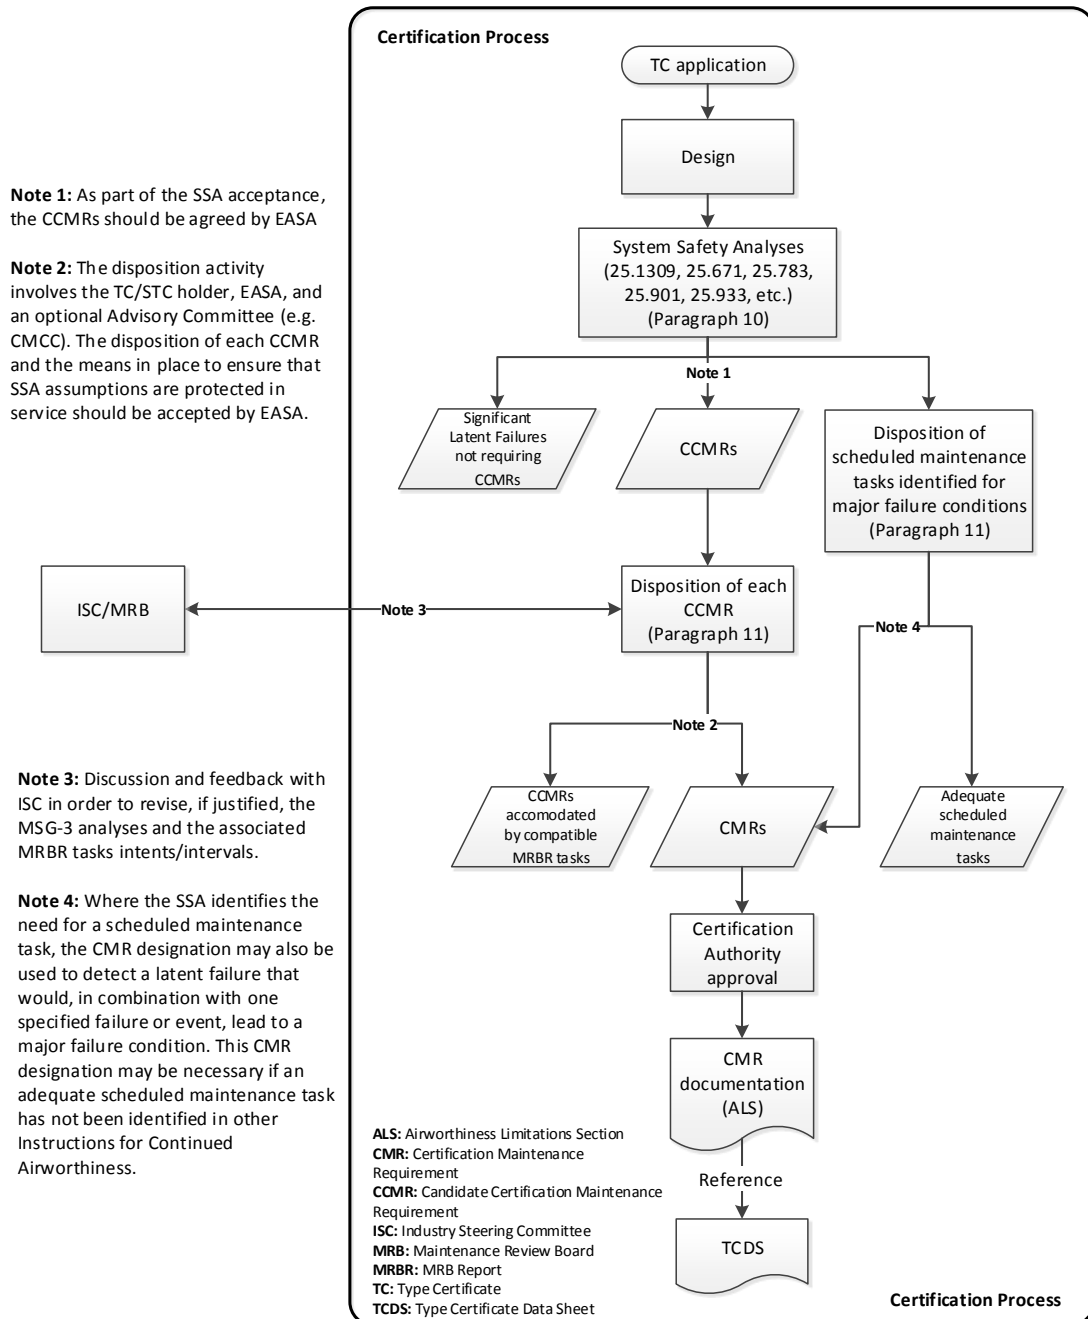 Certification Process
TC application
Design
Note 1: As part of the SSA acceptance,
the CCMRs should be agreed by EASA
Note 2: The disposition activity
involves the TC/STC holder, EASA, and
an optional Advisory Committee (e.g.
CMCC). The disposition of each CCMR
and the means in place to ensure that
SSA assumptions are protected in
service should be accepted by EASA.
System Safety Analyses
(25.1309, 25.671, 25.783,
25.901, 25.933, etc.)
(Paragraph 10)
Note 1
Significant
Latent Failures
not requiring
CCMRs
CCMRs
Disposition of
scheduled maintenance
tasks identified for
major failure conditions
(Paragraph 11)
ISC/MRB
Note 3
Disposition of each
CCMR
(Paragraph 11)
Note 4
Note 2
Note 3: Discussion and feedback with
ISC in order to revise, if justified, the
MSG-3 analyses and the associated
MRBR tasks intents/intervals.
Note 4: Where the SSA identifies the
need for a scheduled maintenance
task, the CMR designation may also be
used to detect a latent failure that
would, in combination with one
specified failure or event, lead to a
major failure condition. This CMR
designation may be necessary if an
adequate scheduled maintenance task
has not been identified in other
Instructions for Continued
Airworthiness.
CCMRs
accomodated
by compatible
MRBR tasks
CMRs
Adequate
scheduled
maintenance
tasks
Certification
Authority
approval
CMR
documentation
(ALS)
Reference
TCDS
ALS: Airworthiness Limitations Section
CMR: Certification Maintenance
Requirement
CCMR: Candidate Certification Maintenance
Requirement
ISC: Industry Steering Committee
MRB: Maintenance Review Board
MRBR: MRB Report
TC: Type Certificate
TCDS: Type Certificate Data Sheet
Certification Process